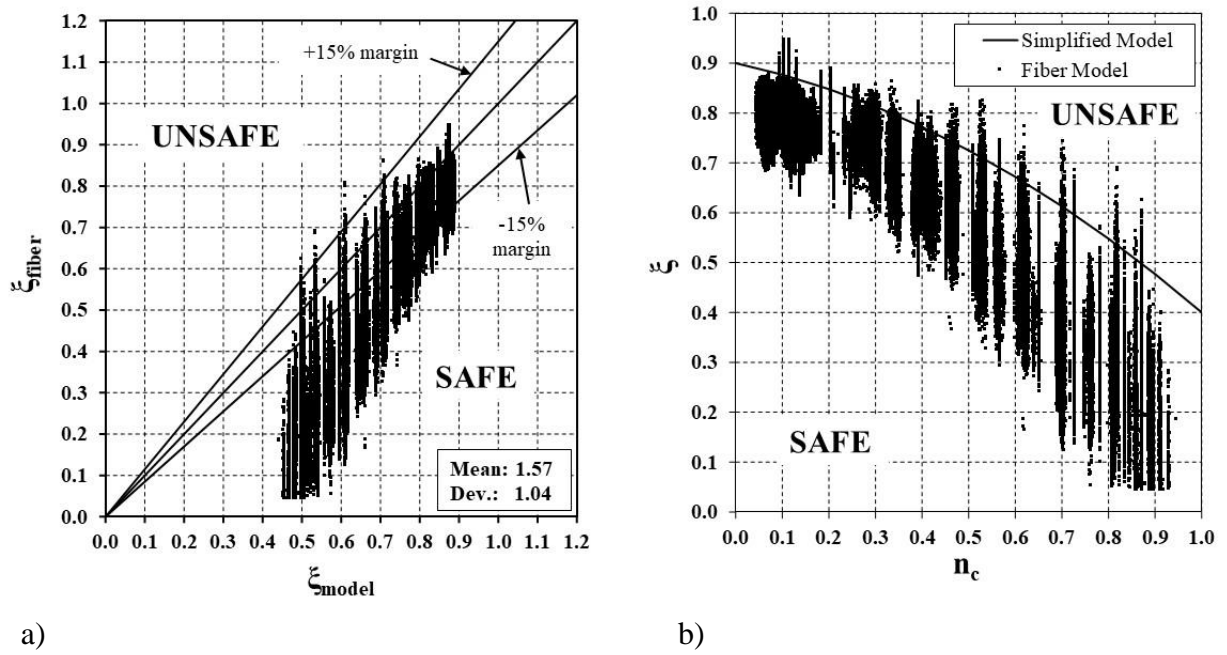 1.2
1.1
1.0
0.9
0.8
0.7
0.6
0.5
0.4
0.3
0.2
0.1
0.0
ξfiber
+15% margin
UNSAFE
-15%
margin
SAFE
Mean: 1.57
Dev.: 1.04
0.0 0.1 0.2 0.3 0.4 0.5 0.6 0.7 0.8 0.9 1.0 1.1 1.2
ξmodel
a)
1.0
0.9
0.8
0.7
0.6
0.5
0.4
0.3
0.2
0.1
0.0
ξ
Simplified Model
Fiber Model
UNSAFE
SAFE
0.0 0.1 0.2 0.3 0.4 0.5 0.6 0.7 0.8 0.9 1.0
nc
b)